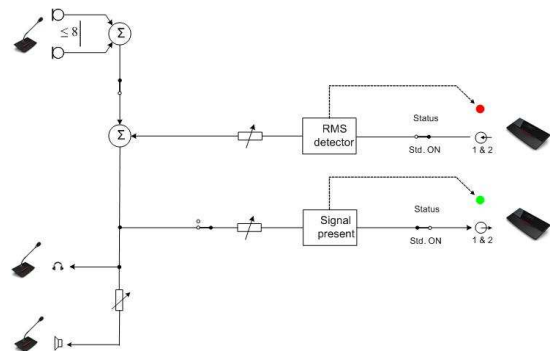 ≤ 8
Σ
Σ
RMS
detector
Status
Std. ON
1 & 2
Signal
present
Status
Std. ON
1 & 2